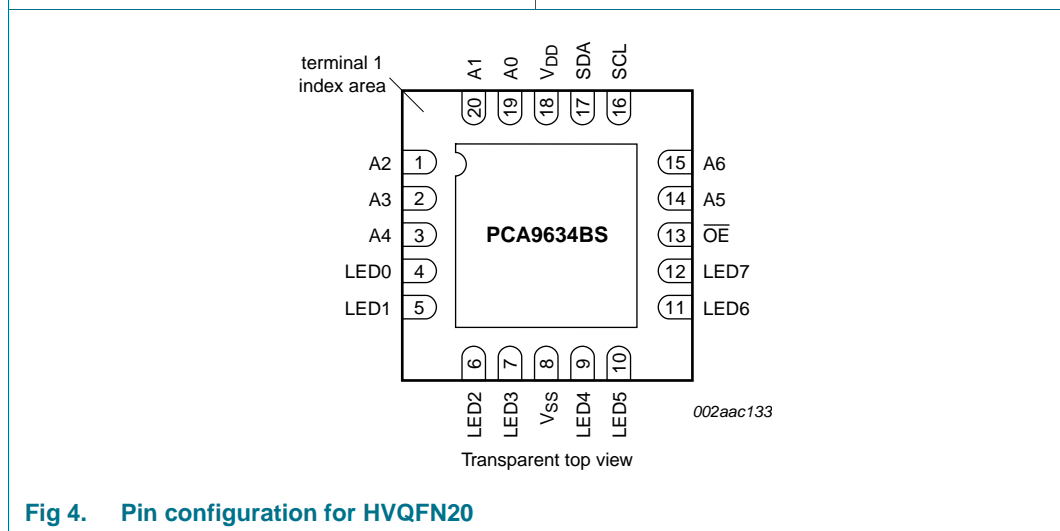 terminal 1
index area
A1
A0
VDD
SDA
SCL
20
19
18
17
16
A2 1
15 A6
A3 2
14 A5
A4 3
PCA9634BS
13 OE
LED0 4
12 LED7
LED1 5
11 LED6
6
7
8
9
10
LED2
LED3
VSS
LED4
LED5
002aac133
Transparent top view
Fig 4. Pin configuration for HVQFN20